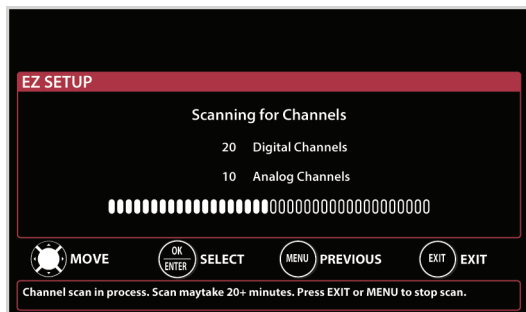 EZ SETUP
Scanning for Channels
20 Digital Channels
10 Analog Channels
MOVE OK ENTER SELECT MENU PREVIOUS EXIT EXIT
Channel scan in process. Scan maytake 20+ minutes. Press EXIT or MENU to stop scan.